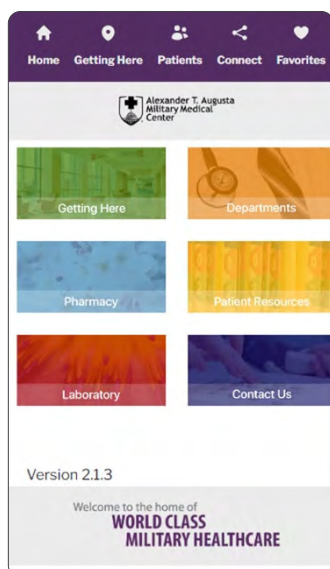 Home Getting Here Patients Connect Favorites
Alexander T. Augusta
Military Medical
Center
Getting Here Departments
Pharmacy Patient Resources
Laboratory Contact Us
Version 2.1.3
Welcome to the home of
WORLD CLASS
MILITARY HEALTHCARE